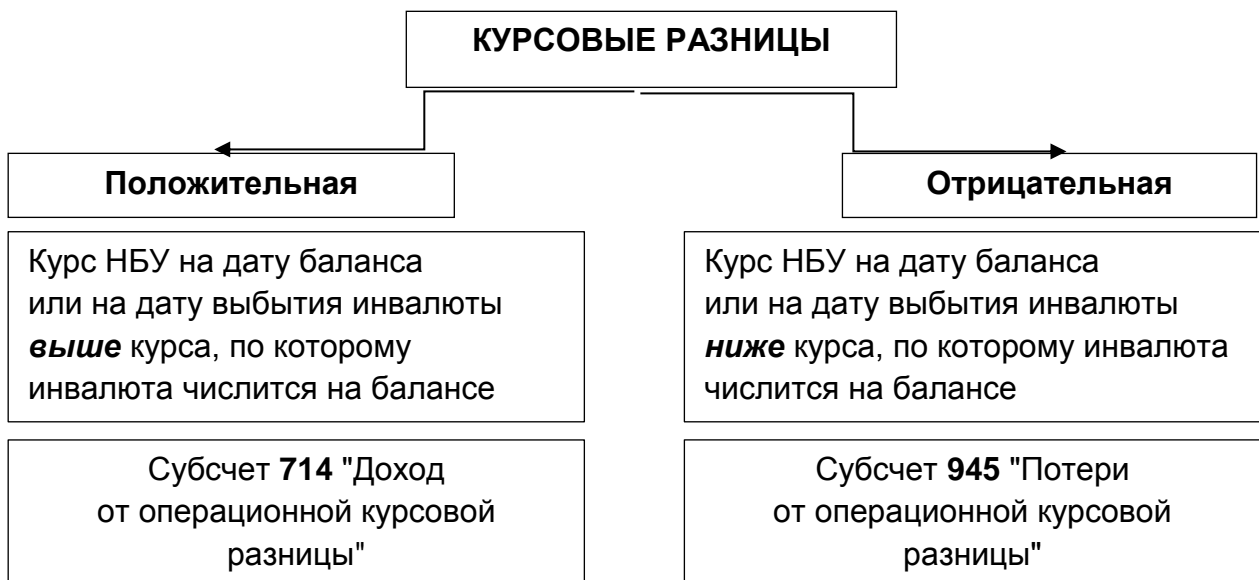 КУРСОВЫЕ РАЗНИЦЫ
Положительная
Отрицательная
Курс НБУ на дату баланса
или на дату выбытия инвалюты
выше курса, по которому
инвалюта числится на балансе
Курс НБУ на дату баланса
или на дату выбытия инвалюты
ниже курса, по которому инвалюта
числится на балансе
Субсчет 714 "Доход
от операционной курсовой
разницы"
Субсчет 945 "Потери
от операционной курсовой
разницы"